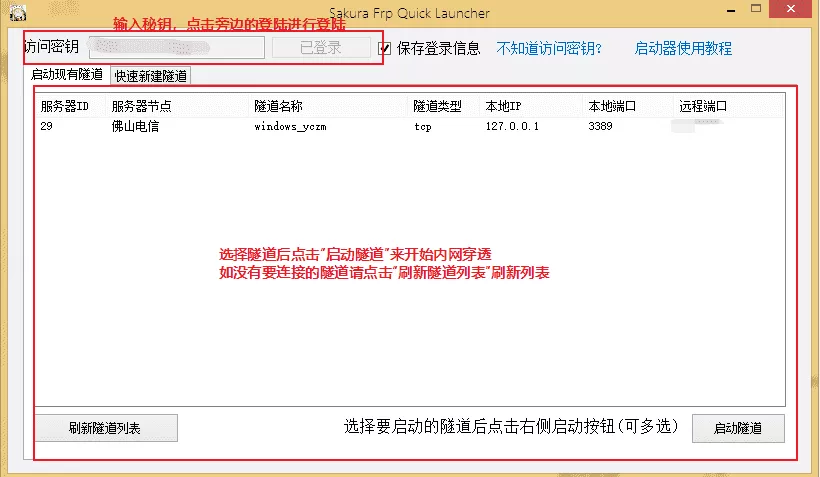 Sakura Frp Quick Launcher
输入秘钥，点击旁边的登陆进行登陆
访问密钥 已登录 保存登录信息 不知道访问密钥? 启动器使用教程
启动现有隧道 快速新建隧道
服务器ID 服务器节点 隧道名称 隧道类型 本地IP 本地端口 远程端口
29 佛山电信 windows_yczm tcp 127.0.0.1 3389
选择隧道后点击"启动隧道"来开始内网穿透
如没有要连接的隧道请点击"刷新隧道列表"刷新列表
刷新隧道列表 选择要启动的隧道后点击右侧启动按钮(可多选) 启动隧道